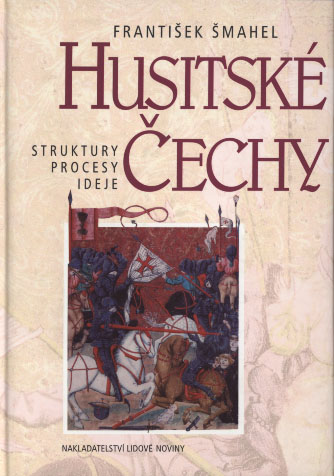 FRANTIŠEK ŠMAHEL
HUSITSKÉ
ČECHY
STRUKTURY
PROCESY
IDEJE
NAKLADATELSTVÍ LIDOVÉ NOVINY